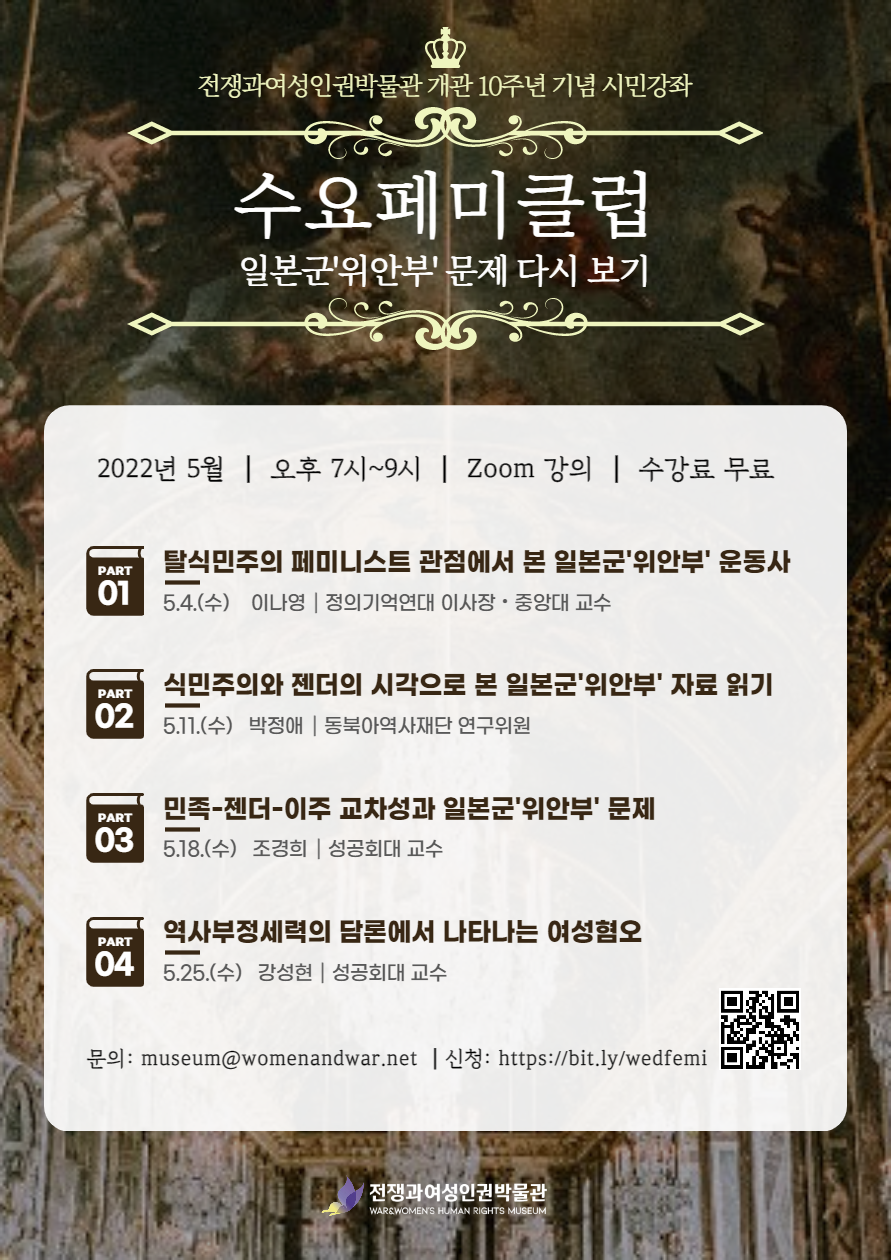 전쟁과여성인권박물관 개관 10주년 기념 시민강좌
수요페미클럽
일본군'위안부' 문제 다시 보기
2022년 5월 | 오후 7시~9시 | Zoom 강의 | 수강료 무료
PART 01
탈식민주의 페미니스트 관점에서 본 일본군'위안부' 운동사
5.4.(수) 이나영 | 정의기억연대 이사장・중앙대 교수
PART 02
식민주의와 젠더의 시각으로 본 일본군'위안부' 자료 읽기
5.11.(수) 박정애 | 동북아역사재단 연구위원
PART 03
민족-젠더-이주 교차성과 일본군'위안부' 문제
5.18.(수) 조경희 | 성공회대 교수
PART 04
역사부정세력의 담론에서 나타나는 여성혐오
5.25.(수) 강성현 | 성공회대 교수
문의: museum@womenandwar.net | 신청: https://bit.ly/wedfemi
전쟁과여성인권박물관
WAR&WOMEN'S HUMAN RIGHTS MUSEUM